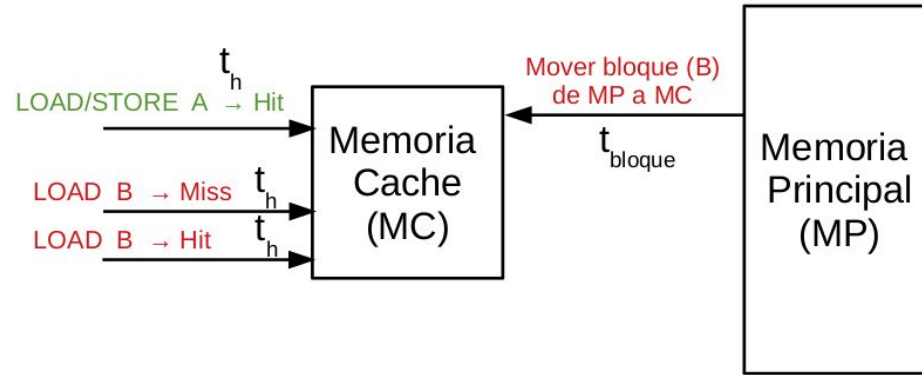 t_h
LOAD/STORE A → Hit
LOAD B → Miss t_h
LOAD B → Hit t_h
Memoria
Cache
(MC)
Mover bloque (B)
de MP a MC
t_bloque
Memoria
Principal
(MP)